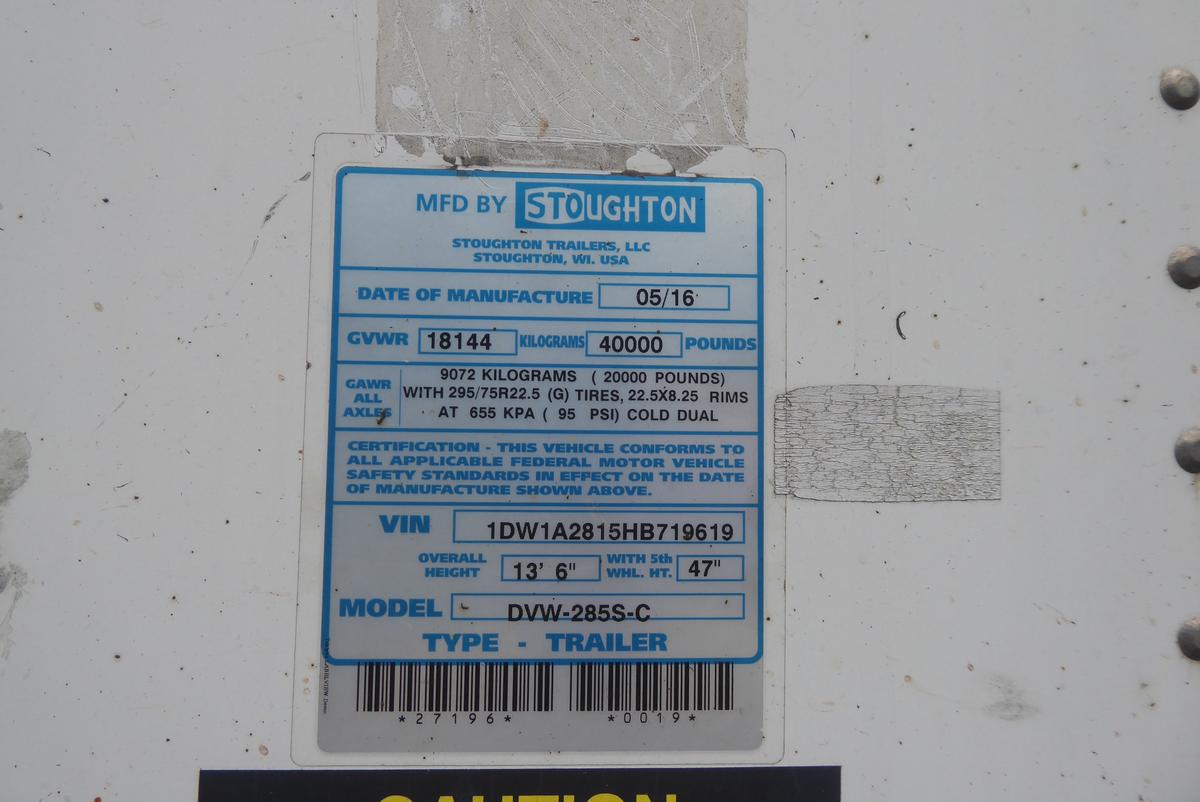 MFD BY STOUGHTON
STOUGHTON TRAILERS, LLC
STOUGHTON, WI. USA
DATE OF MANUFACTURE 05/16
GVWR 18144 KILOGRAMS 40000 POUNDS
GAWR ALL AXLES
9072 KILOGRAMS ( 20000 POUNDS)
WITH 295/75R22.5 (G) TIRES, 22.5X8.25 RIMS
AT 655 KPA ( 95 PSI) COLD DUAL
CERTIFICATION - THIS VEHICLE CONFORMS TO
ALL APPLICABLE FEDERAL MOTOR VEHICLE
SAFETY STANDARDS IN EFFECT ON THE DATE
OF MANUFACTURE SHOWN ABOVE.
VIN 1DW1A2815HB719619
OVERALL HEIGHT 13' 6" WITH 5th WHL. HT. 47"
MODEL DVW-285S-C
TYPE - TRAILER
*27196* *0019*
CAUTION